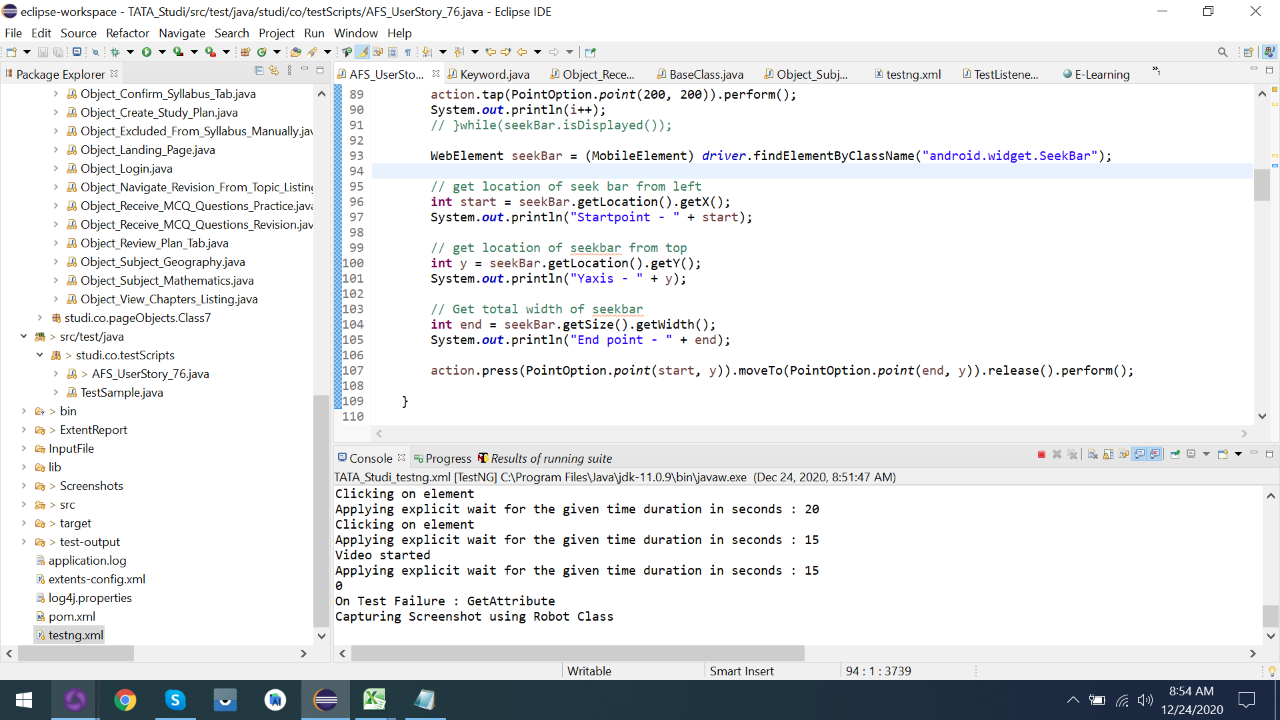 eclipse-workspace - TATA_Studi/src/test/java/studi/co/testScripts/AFS_UserStory_76.java - Eclipse IDE
File Edit Source Refactor Navigate Search Project Run Window Help
Package Explorer
Object_Confirm_Syllabus_Tab.java
Object_Create_Study_Plan.java
Object_Excluded_From_Syllabus_Manually.jav
Object_Landing_Page.java
Object_Login.java
Object_Navigate_Revision_From_Topic_Listing
Object_Receive_MCQ_Questions_Practice.java
Object_Receive_MCQ_Questions_Revision.jav
Object_Review_Plan_Tab.java
Object_Subject_Geography.java
Object_Subject_Mathematics.java
Object_View_Chapters_Listing.java
studi.co.pageObjects.Class7
> src/test/java
> studi.co.testScripts
> AFS_UserStory_76.java
TestSample.java
> bin
> ExtentReport
InputFile
> lib
> Screenshots
> src
> target
> test-output
application.log
extents-config.xml
log4j.properties
pom.xml
testng.xml
AFS_UserSto... Keyword.java Object_Rece... BaseClass.java Object_Subj... testng.xml TestListene... E-Learning
89 action.tap(PointOption.point(200, 200)).perform();
90 System.out.println(i++);
91 // }while(seekBar.isDisplayed());
92
93 WebElement seekBar = (MobileElement) driver.findElementByClassName("android.widget.SeekBar");
94
95 // get location of seek bar from left
96 int start = seekBar.getLocation().getX();
97 System.out.println("Startpoint - " + start);
98
99 // get location of seekbar from top
100 int y = seekBar.getLocation().getY();
101 System.out.println("Yaxis - " + y);
102
103 // Get total width of seekbar
104 int end = seekBar.getSize().getWidth();
105 System.out.println("End point - " + end);
106
107 action.press(PointOption.point(start, y)).moveTo(PointOption.point(end, y)).release().perform();
108
109 }
110
Console Progress Results of running suite
TATA_Studi_testng.xml [TestNG] C:\Program Files\Java\jdk-11.0.9\bin\javaw.exe (Dec 24, 2020, 8:51:47 AM)
Clicking on element
Applying explicit wait for the given time duration in seconds : 20
Clicking on element
Applying explicit wait for the given time duration in seconds : 15
Video started
Applying explicit wait for the given time duration in seconds : 15
0
On Test Failure : GetAttribute
Capturing Screenshot using Robot Class
Writable Smart Insert 94 : 1 : 3739
8:54 AM
12/24/2020